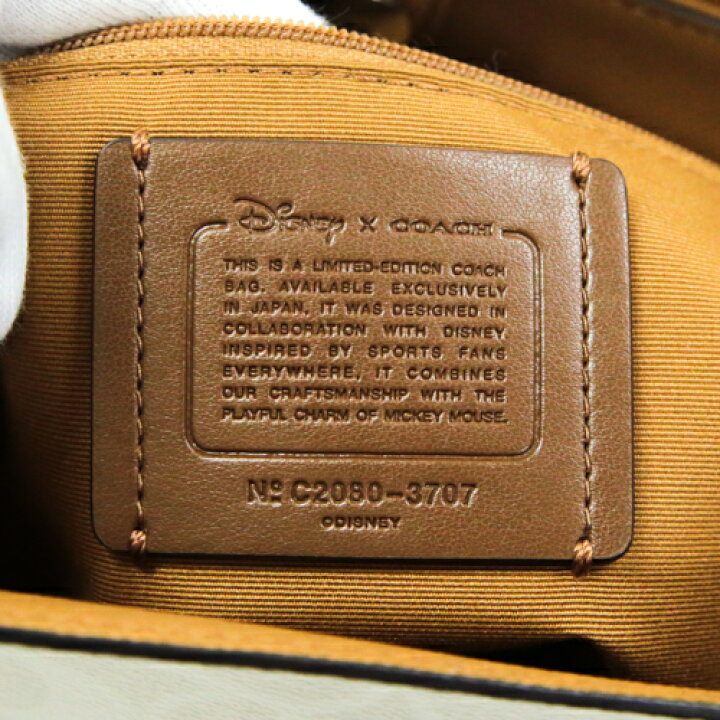 Disney x COACH
THIS IS A LIMITED-EDITION COACH
BAG. AVAILABLE EXCLUSIVELY
IN JAPAN, IT WAS DESIGNED IN
COLLABORATION WITH DISNEY.
INSPIRED BY SPORTS FANS
EVERYWHERE, IT COMBINES
OUR CRAFTSMANSHIP WITH THE
PLAYFUL CHARM OF MICKEY MOUSE.
Nº C2080-3707
©DISNEY